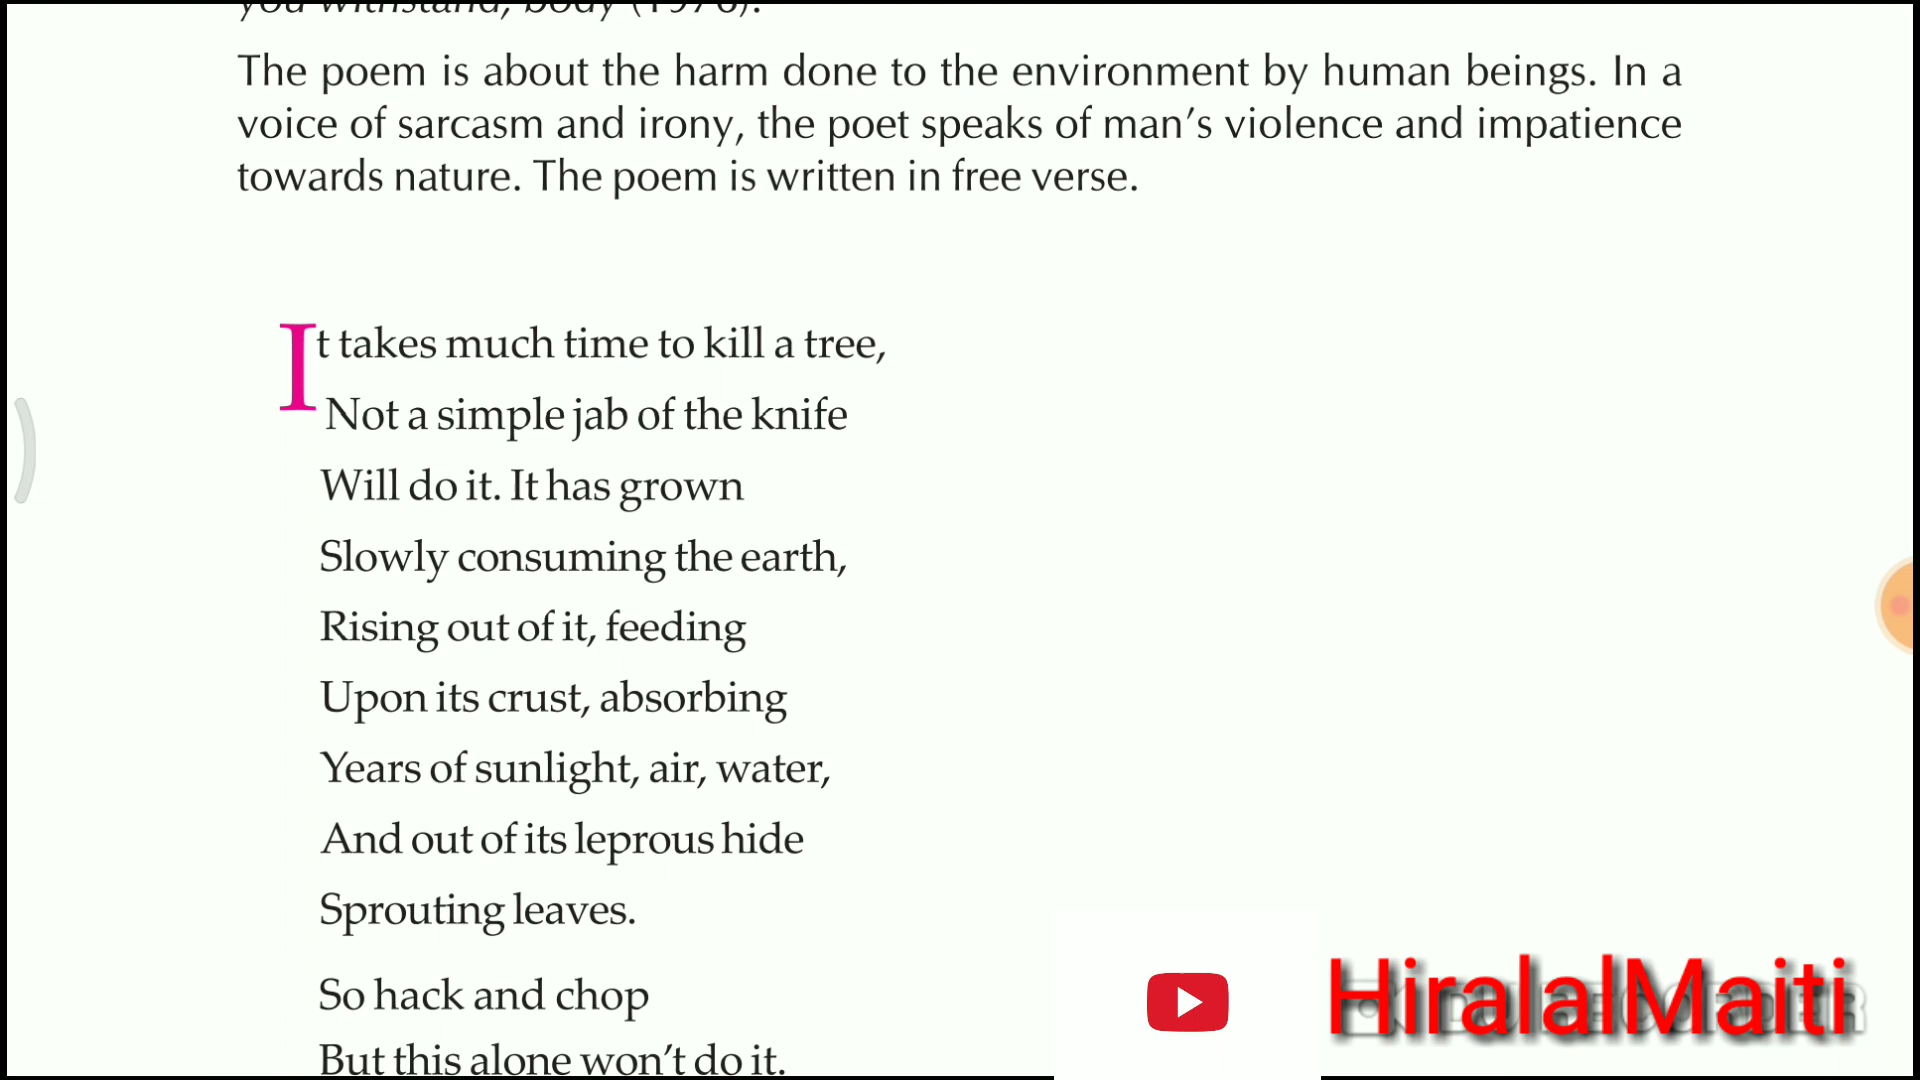 you withstand, body (1976).
The poem is about the harm done to the environment by human beings. In a
voice of sarcasm and irony, the poet speaks of man’s violence and impatience
towards nature. The poem is written in free verse.
It takes much time to kill a tree,
Not a simple jab of the knife
Will do it. It has grown
Slowly consuming the earth,
Rising out of it, feeding
Upon its crust, absorbing
Years of sunlight, air, water,
And out of its leprous hide
Sprouting leaves.
So hack and chop
But this alone won’t do it.
HiralalMaiti